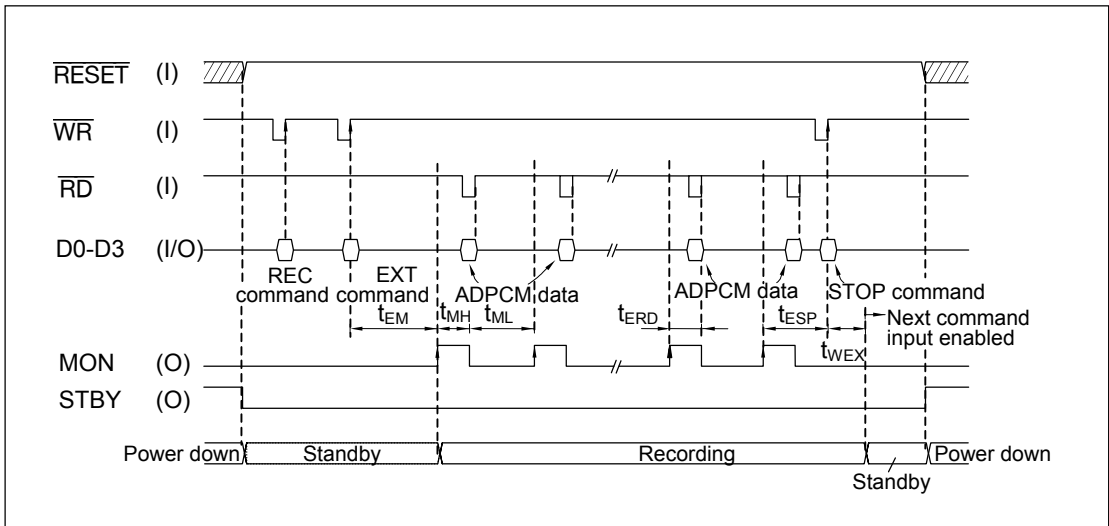 RESET (I)
WR (I)
RD (I)
D0-D3 (I/O)
REC command
EXT command
ADPCM data
ADPCM data
STOP command
tEM
tMH
tML
tERD
tESP
tWEX
Next command input enabled
MON (O)
STBY (O)
Power down
Standby
Recording
Standby
Power down